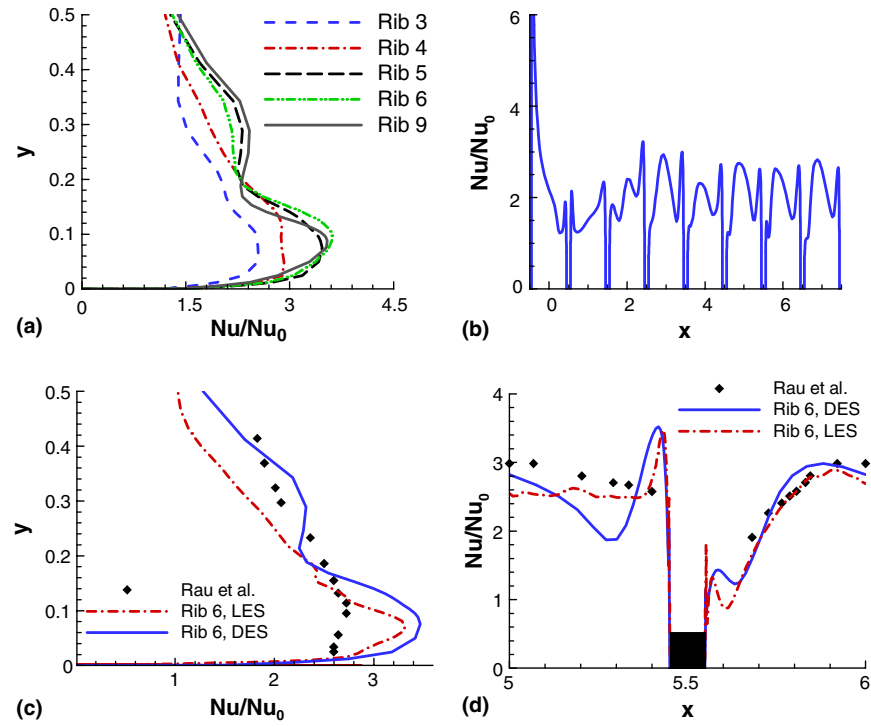 0.5
0.4
0.3
0.2
0.1
0
y
0
1.5
3
4.5
Nu/Nu0
Rib 3
Rib 4
Rib 5
Rib 6
Rib 9
(a)
6
4
2
0
Nu/Nu0
0
2
4
6
x
(b)
0.5
0.4
0.3
0.2
0.1
0
y
1
2
3
Nu/Nu0
Rau et al.
Rib 6, LES
Rib 6, DES
(c)
4
3
2
1
0
Nu/Nu0
5
5.5
6
x
Rau et al.
Rib 6, DES
Rib 6, LES
(d)